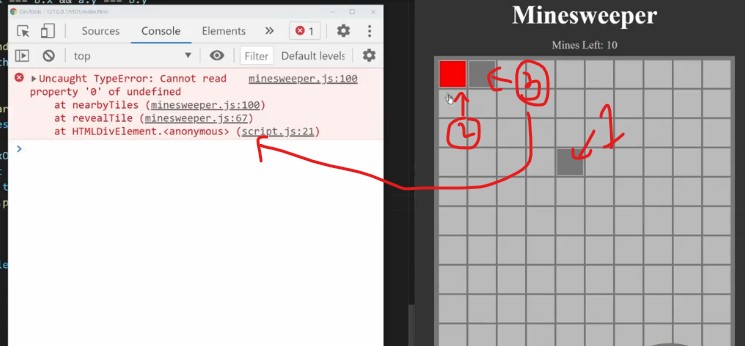 === b.x && a.y === b.y
Sources
Console
Elements
»
1
top
Filter
Default levels
Uncaught TypeError: Cannot read minesweeper.js:100
property '0' of undefined
at nearbyTiles (minesweeper.js:100)
at revealTile (minesweeper.js:67)
at HTMLDivElement.<anonymous> (script.js:21)
>
Minesweeper
Mines Left: 10
3
2
1